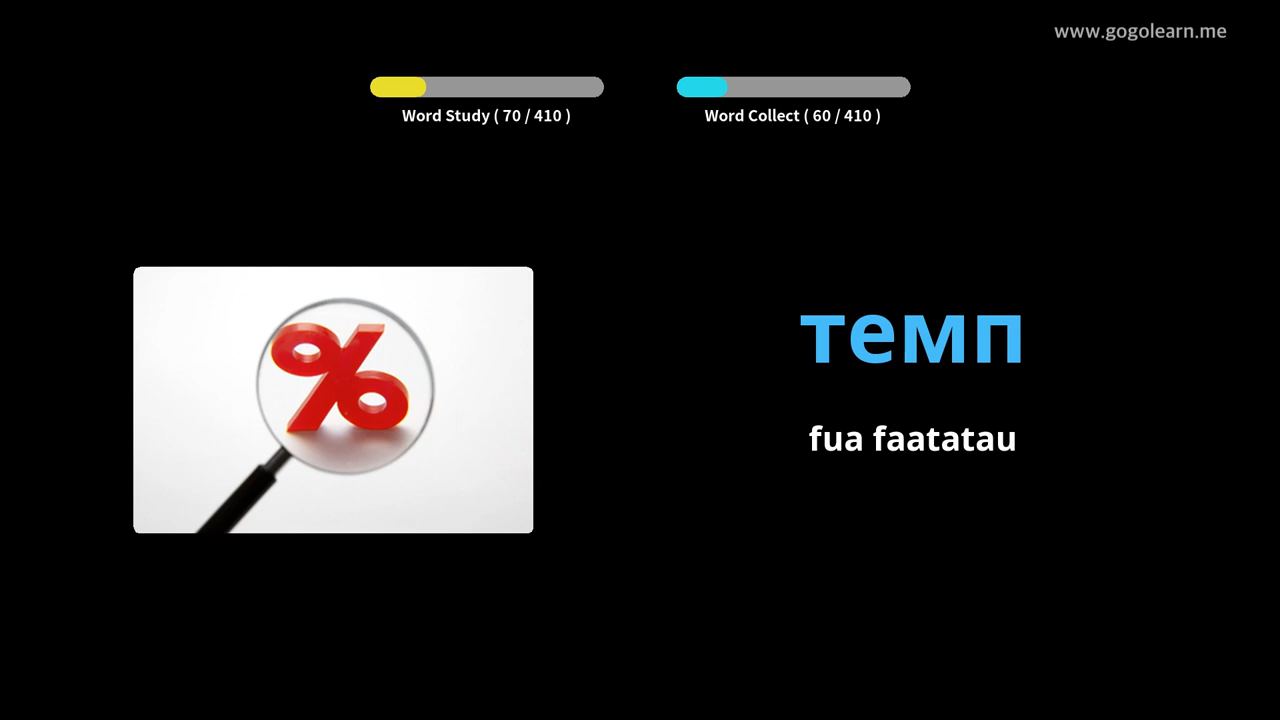 www.gogolearn.me
Word Study ( 70 / 410 )
Word Collect ( 60 / 410 )
%
темп
fua faatatau